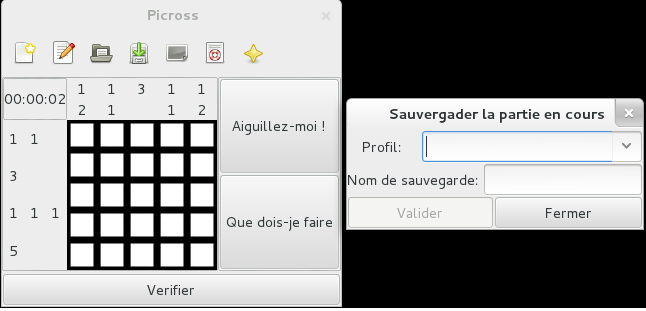 Picross
00:00:02
1 1 3 1 1
2 1 1 2
1 1
3
1 1 1
5
Aiguillez-moi !
Que dois-je faire
Verifier
Sauvergader la partie en cours
Profil:
Nom de sauvegarde:
Valider Fermer